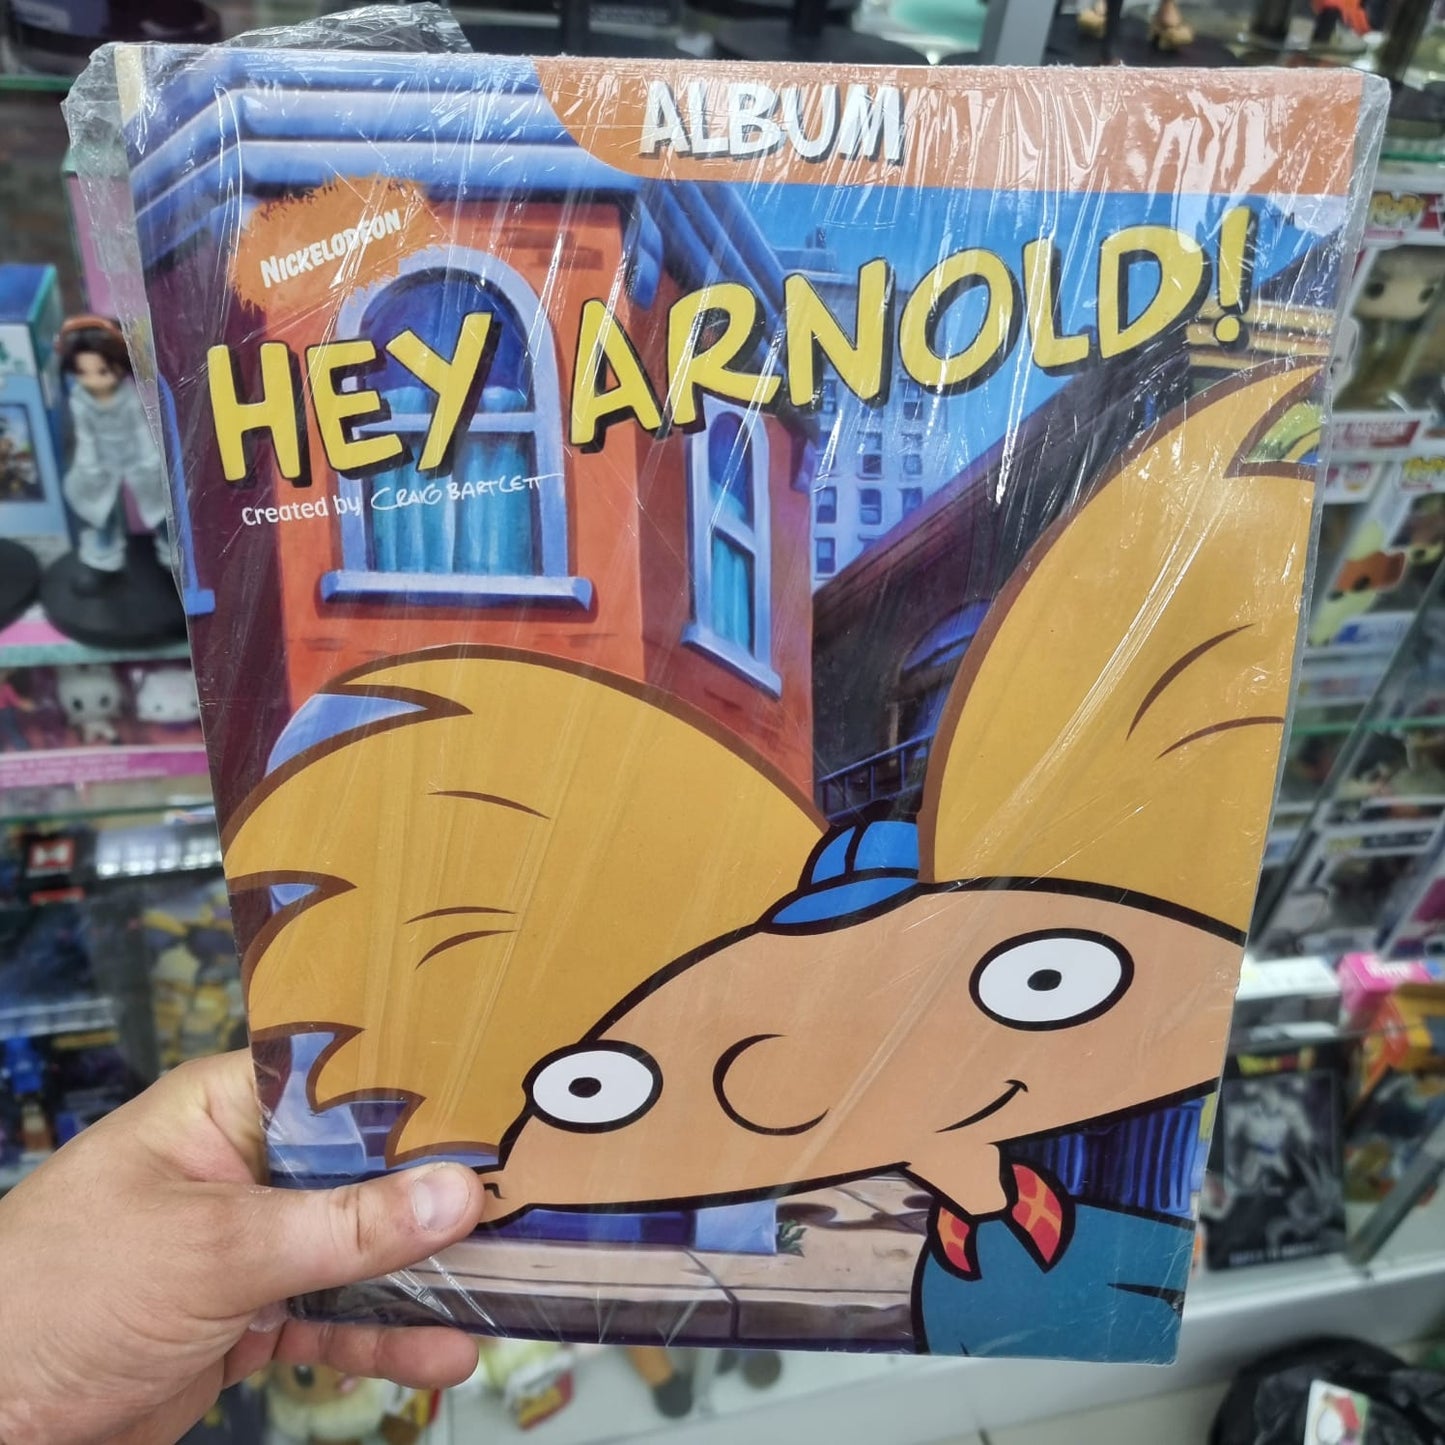 ALBUM
NICKELODEON
HEY ARNOLD!
Created by CRAIG BARTLETT